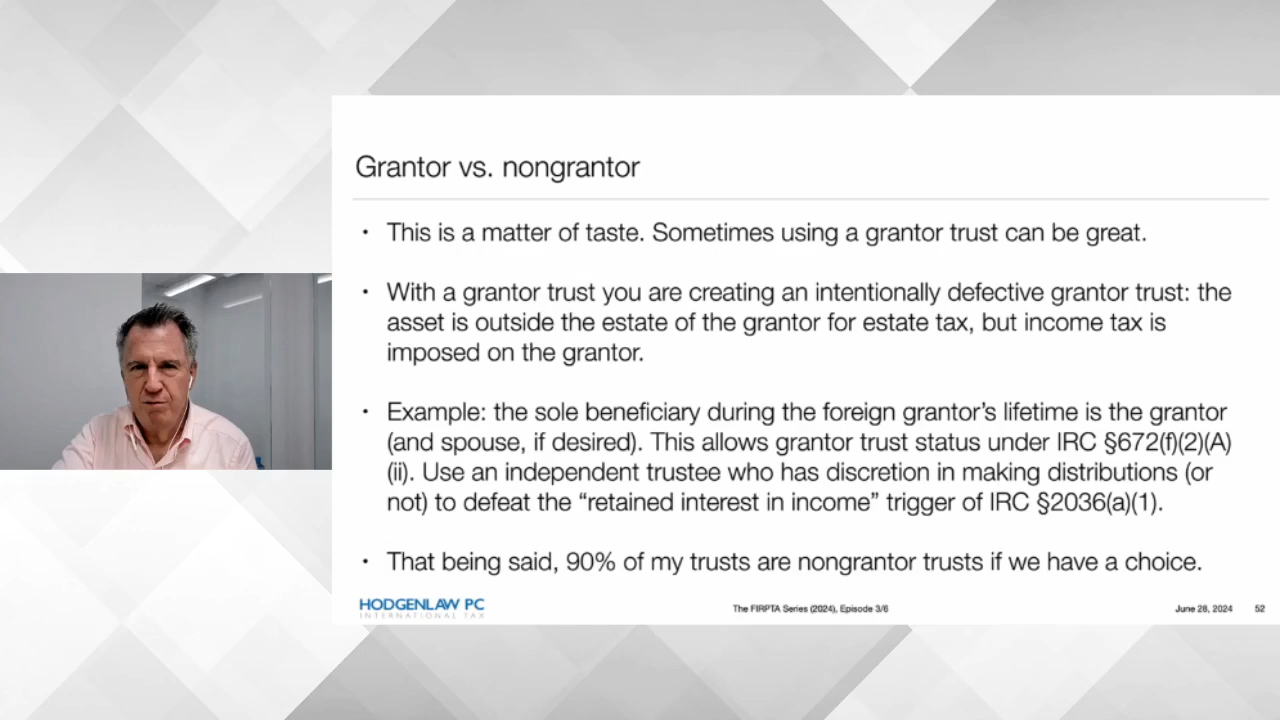 Grantor vs. nongrantor
• This is a matter of taste. Sometimes using a grantor trust can be great.
• With a grantor trust you are creating an intentionally defective grantor trust: the
asset is outside the estate of the grantor for estate tax, but income tax is
imposed on the grantor.
• Example: the sole beneficiary during the foreign grantor’s lifetime is the grantor
(and spouse, if desired). This allows grantor trust status under IRC §672(f)(2)(A)
(ii). Use an independent trustee who has discretion in making distributions (or
not) to defeat the “retained interest in income” trigger of IRC §2036(a)(1).
• That being said, 90% of my trusts are nongrantor trusts if we have a choice.
HODGENLAW PC
INTERNATIONAL TAX
The FIRPTA Series (2024), Episode 3/6
June 28, 2024
52